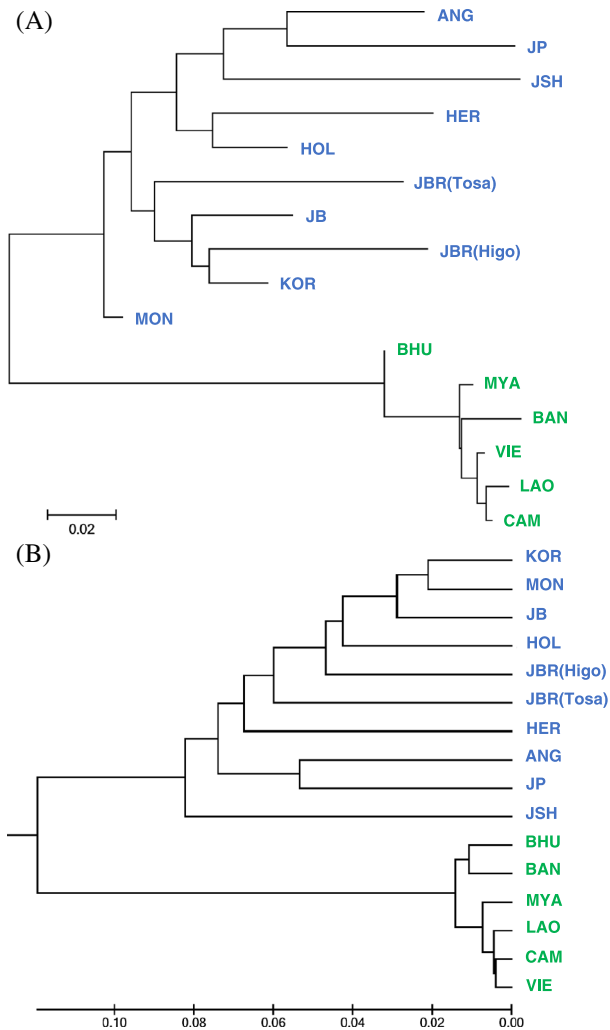 (A)
ANG
JP
JSH
HER
HOL
JBR(Tosa)
JB
JBR(Higo)
KOR
MON
BHU
MYA
BAN
VIE
LAO
CAM
0.02
(B)
KOR
MON
JB
HOL
JBR(Higo)
JBR(Tosa)
HER
ANG
JP
JSH
BHU
BAN
MYA
LAO
CAM
VIE
0.10 0.08 0.06 0.04 0.02 0.00